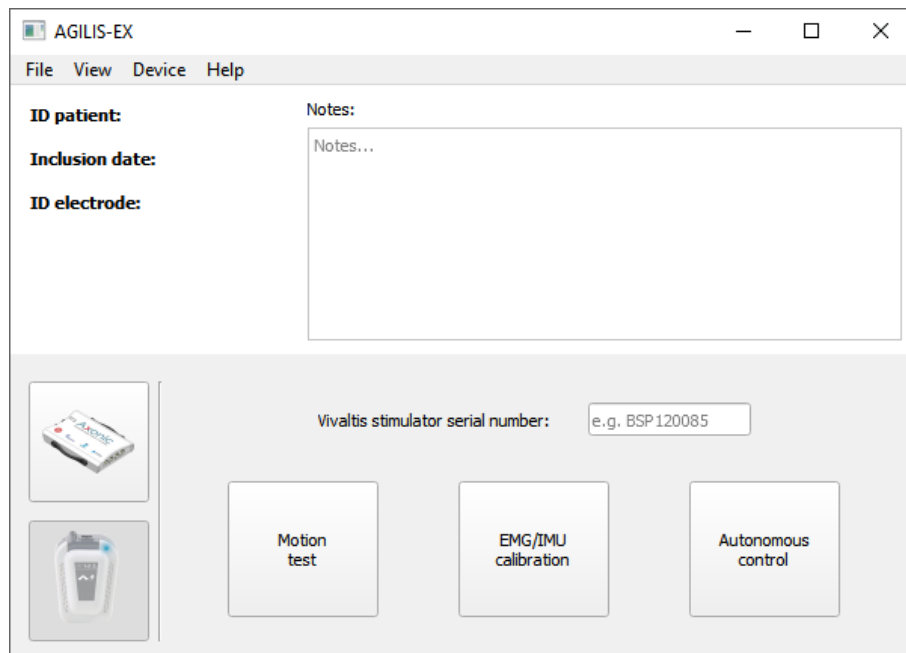 AGILIS-EX
File View Device Help
ID patient:
Inclusion date:
ID electrode:
Notes:
Notes...
Axonic
Vivaltis stimulator serial number:
e.g. BSP120085
Motion
test
EMG/IMU
calibration
Autonomous
control